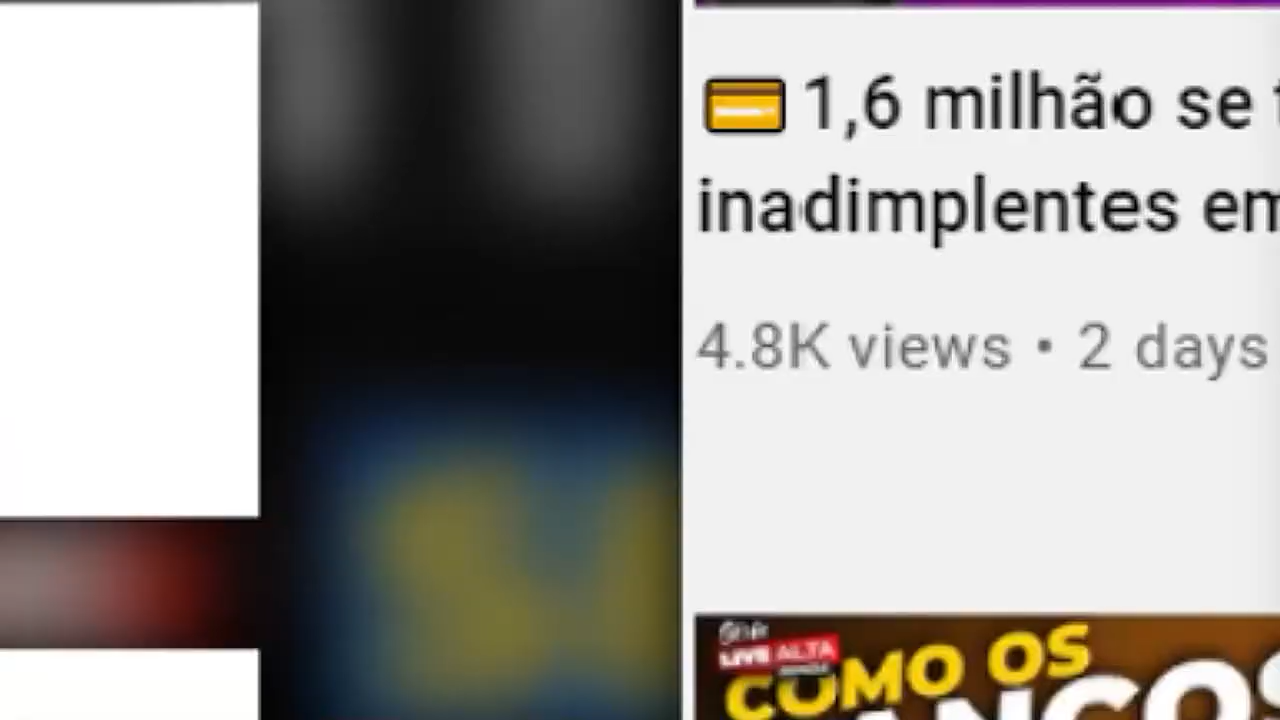 1,6 milhão se
inadimplentes em
4.8K views • 2 days
LIVE ALTA
COMO OS